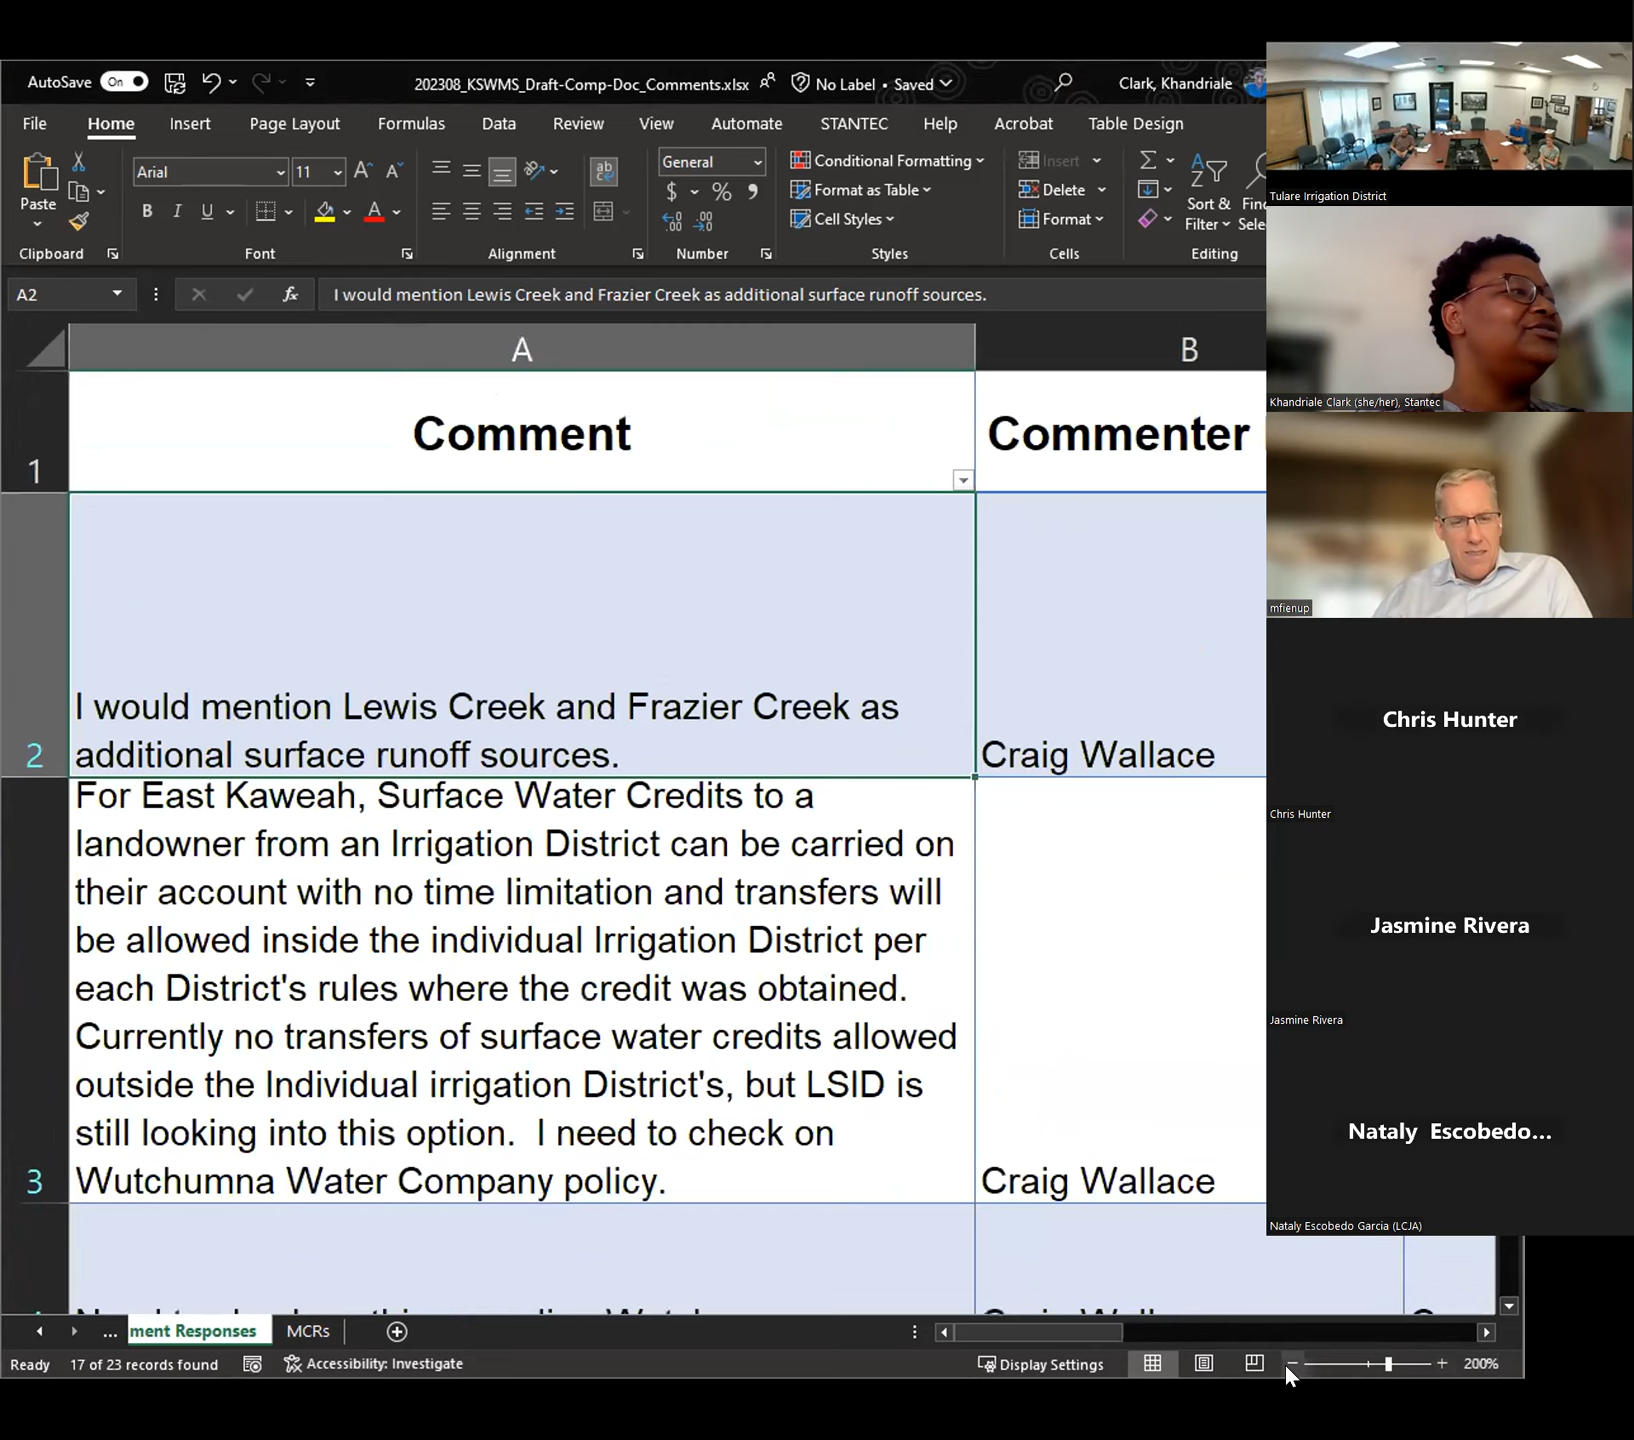 AutoSave On
202308_KSWMS_Draft-Comp-Doc_Comments.xlsx
No Label • Saved
Clark, Khandriale
File Home Insert Page Layout Formulas Data Review View Automate STANTEC Help Acrobat Table Design
Paste
Arial 11
B I U
ab
General
$ % 9
Conditional Formatting
Format as Table
Cell Styles
Insert
Delete
Format
Sort &
Filter
Clipboard Font Alignment Number Styles Cells Editing
A2
fx
I would mention Lewis Creek and Frazier Creek as additional surface runoff sources.
A B
1 Comment Commenter
2 I would mention Lewis Creek and Frazier Creek as
additional surface runoff sources.
Craig Wallace
3 For East Kaweah, Surface Water Credits to a
landowner from an Irrigation District can be carried on
their account with no time limitation and transfers will
be allowed inside the individual Irrigation District per
each District's rules where the credit was obtained.
Currently no transfers of surface water credits allowed
outside the Individual irrigation District's, but LSID is
still looking into this option.  I need to check on
Wutchumna Water Company policy.
Craig Wallace
... ment Responses MCRs
Ready 17 of 23 records found Accessibility: Investigate
Display Settings 200%
Tulare Irrigation District
Khandriale Clark (she/her), Stantec
mfienup
Chris Hunter
Chris Hunter
Jasmine Rivera
Jasmine Rivera
Nataly Escobedo...
Nataly Escobedo Garcia (LCJA)